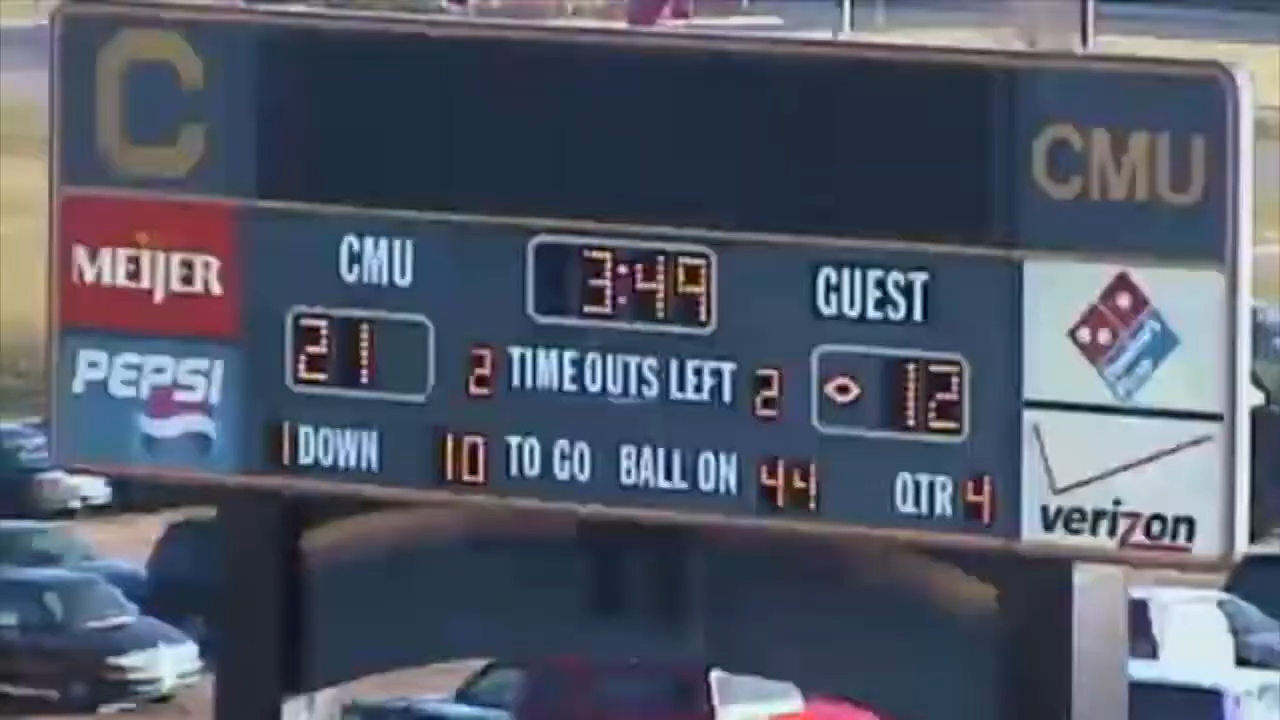 C
CMU
MEIJER
CMU
3:49
GUEST
PEPSI
21
2 TIME OUTS LEFT 2
12
1 DOWN
10 TO GO
BALL ON 44
QTR 4
verizon